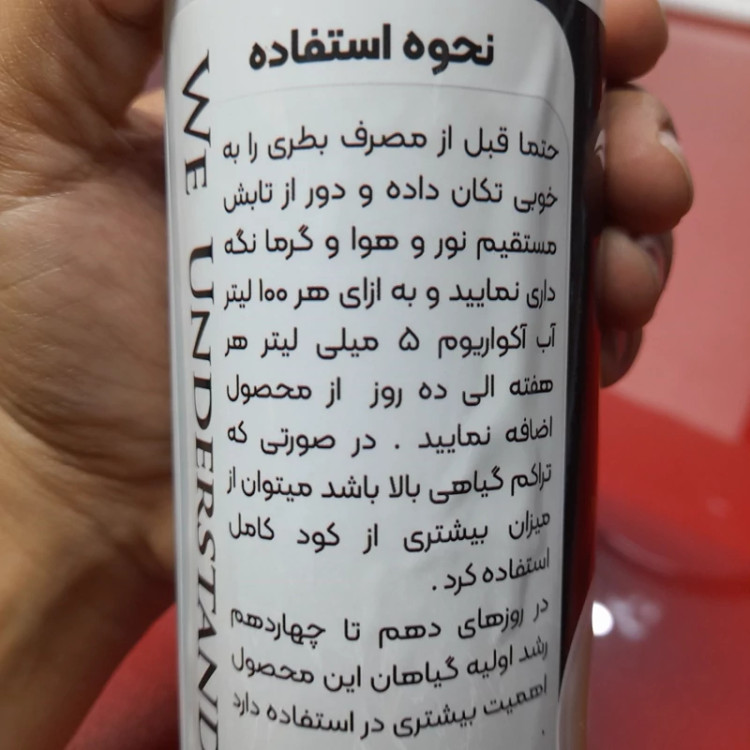 نحوه استفاده
حتما قبل از مصرف بطری را به
خوبی تکان داده و دور از تابش
مستقیم نور و هوا و گرما نگه
داری نمایید و به ازای هر ۱۰۰ لیتر
آب آکواریوم ۵ میلی لیتر هر
هفته الی ده روز از محصول
اضافه نمایید . در صورتی که
تراکم گیاهی بالا باشد میتوان از
میزان بیشتری از کود کامل
استفاده کرد .
در روزهای دهم تا چهاردهم
رشد اولیه گیاهان این محصول
اهمیت بیشتری در استفاده دارد
.
WE UNDERSTAND